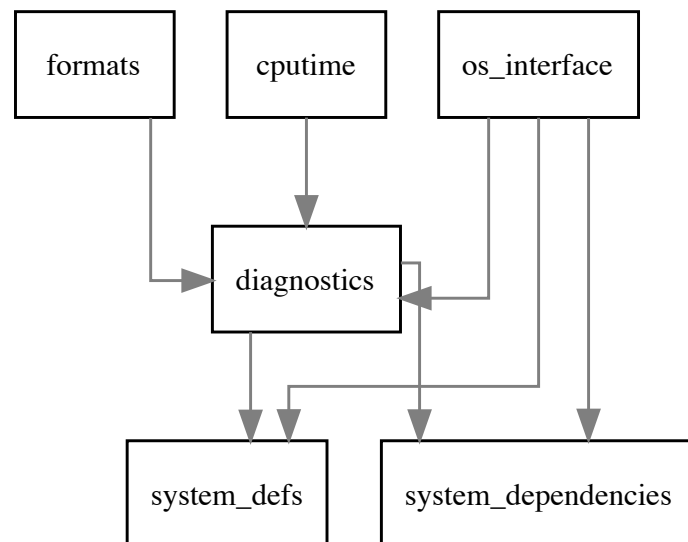 formats
cputime
os_interface
diagnostics
system_defs
system_dependencies